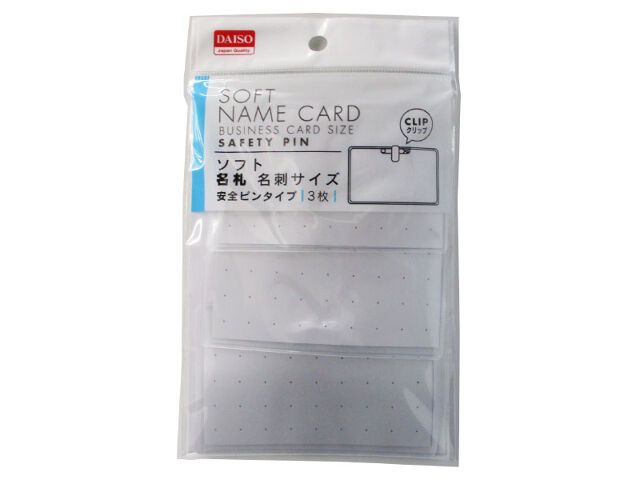 DAISO
Japan Quality
SOFT
NAME CARD
BUSINESS CARD SIZE
SAFETY PIN
CLIP
クリップ
ソフト
名札 名刺サイズ
安全ピンタイプ|3枚|